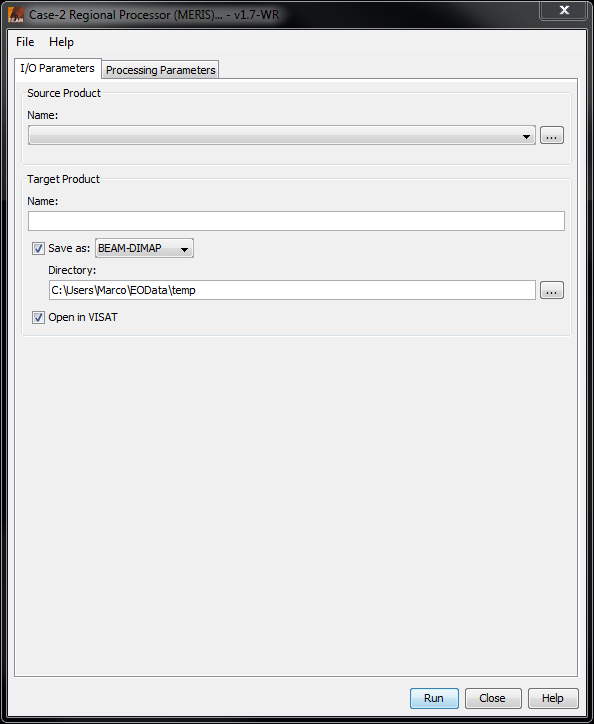 BEAM Case-2 Regional Processor (MERIS)... - v1.7-WR
File Help
I/O Parameters Processing Parameters
Source Product
Name:
...
Target Product
Name:
Save as: BEAM-DIMAP
Directory:
C:\Users\Marco\EOData\temp ...
Open in VISAT
Run Close Help